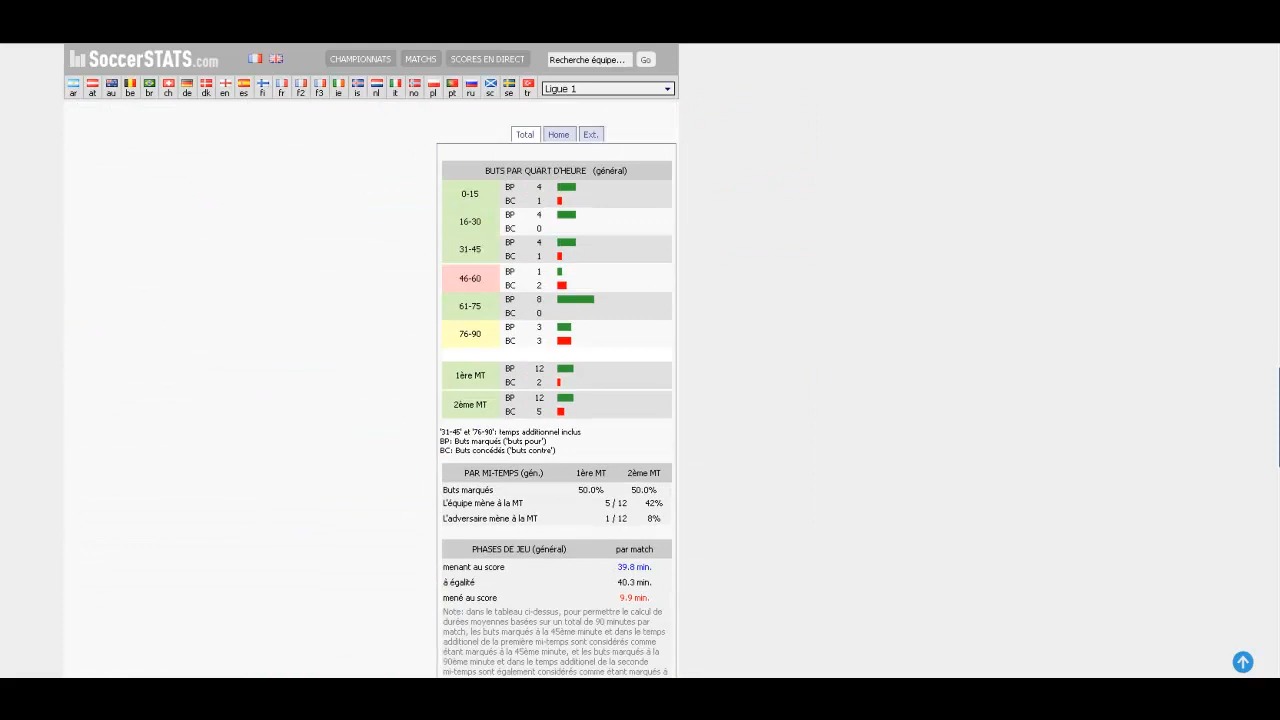 SoccerSTATS.com
CHAMPIONNATS MATCHS SCORES EN DIRECT Recherche équipe... Go
ar at au be br ch de dk en es fi fr f2 f3 ie is nl it no pl pt ru sc se tr Ligue 1
Total Home Ext.
BUTS PAR QUART D'HEURE (général)
0-15 BP 4
BC 1
16-30 BP 4
BC 0
31-45 BP 4
BC 1
46-60 BP 1
BC 2
61-75 BP 8
BC 0
76-90 BP 3
BC 3
1ère MT BP 12
BC 2
2ème MT BP 12
BC 5
'31-45' et '76-90': temps additionnel inclus
BP: Buts marqués ('buts pour')
BC: Buts concédés ('buts contre')
PAR MI-TEMPS (gén.) 1ère MT 2ème MT
Buts marqués 50.0% 50.0%
L'équipe mène à la MT 5 / 12 42%
L'adversaire mène à la MT 1 / 12 8%
PHASES DE JEU (général) par match
menant au score 39.8 min.
à égalité 40.3 min.
mené au score 9.9 min.
Note: dans le tableau ci-dessus, pour permettre le calcul de
durées moyennes basées sur un total de 90 minutes par
match, les buts marqués à la 45ème minute et dans le temps
additionel de la première mi-temps sont considérés comme
étant marqués à la 45ème minute, et les buts marqués à la
90ème minute et dans le temps additionel de la seconde
mi-temps sont également considérés comme étant marqués à